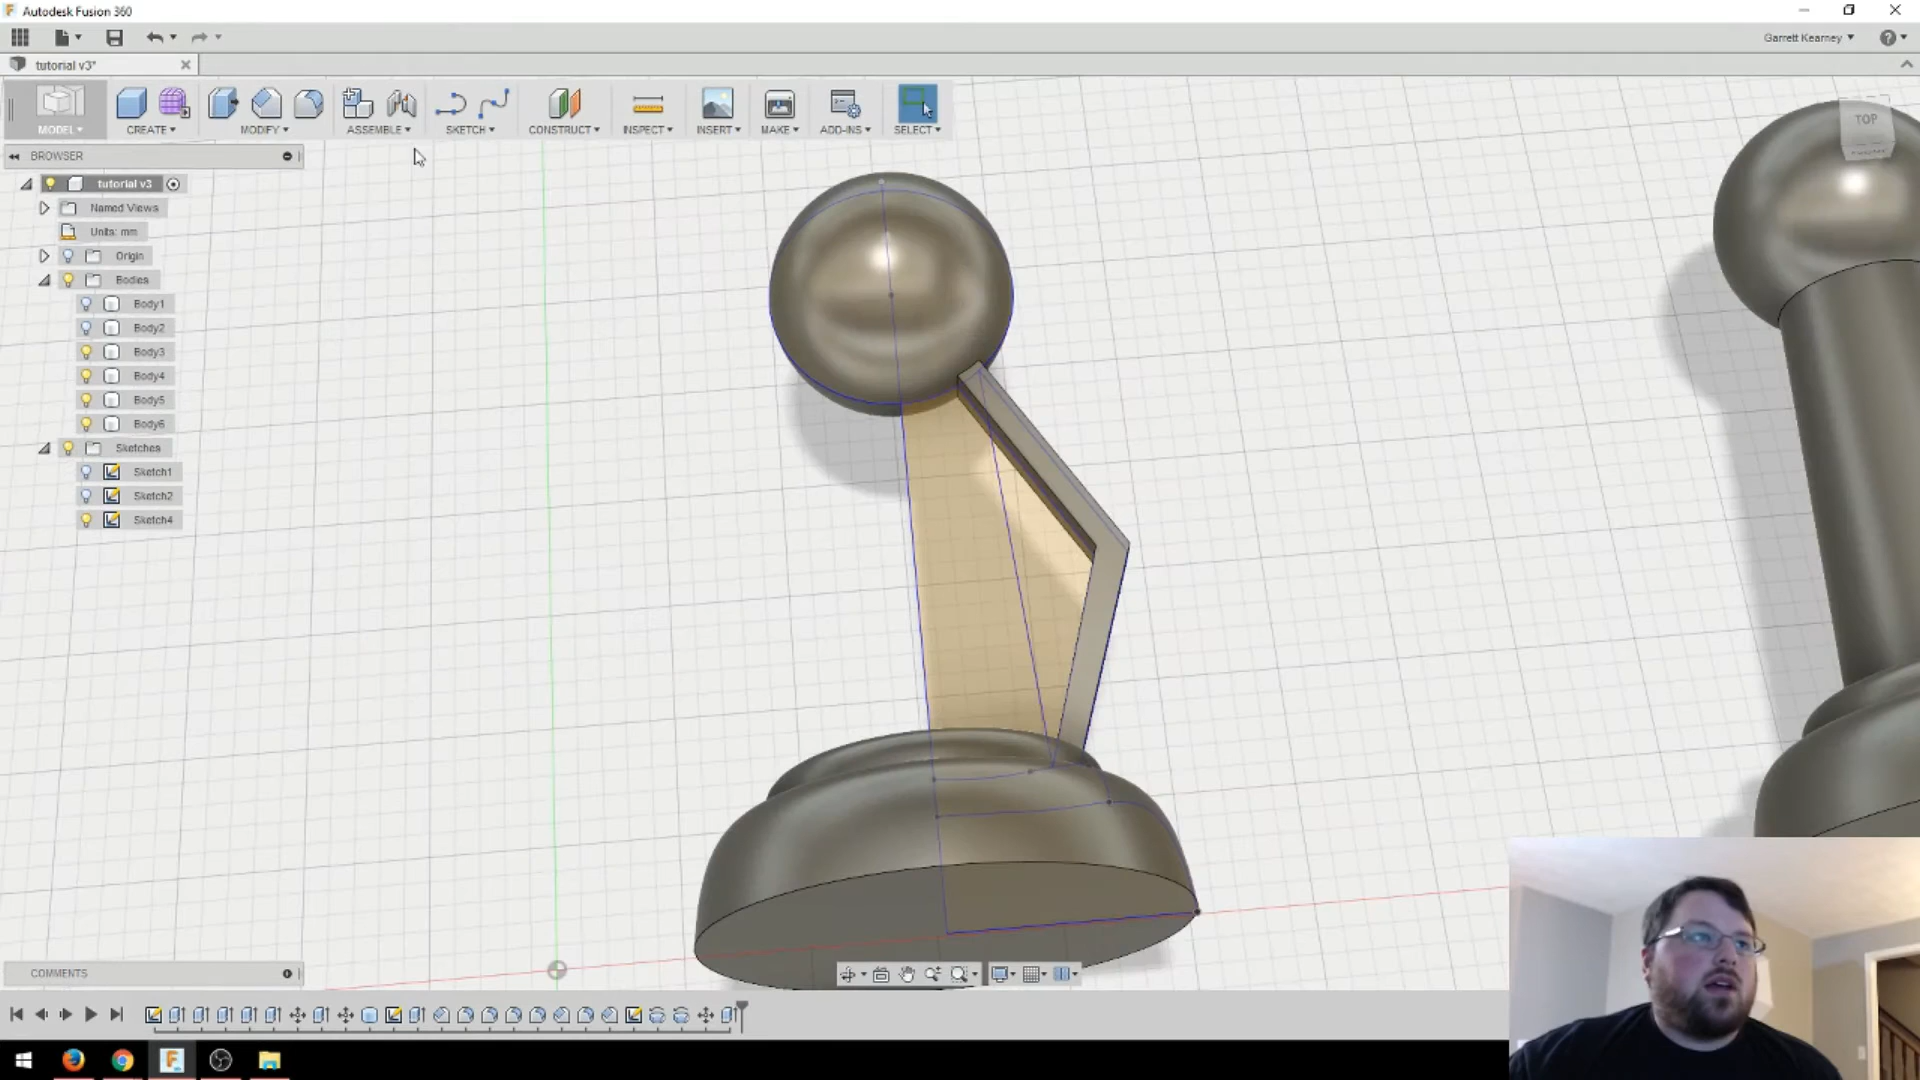 Autodesk Fusion 360
Garrett Kearney
tutorial v3*
MODEL
CREATE
MODIFY
ASSEMBLE
SKETCH
CONSTRUCT
INSPECT
INSERT
MAKE
ADD-INS
SELECT
TOP
BROWSER
tutorial v3
Named Views
Units: mm
Origin
Bodies
Body1
Body2
Body3
Body4
Body5
Body6
Sketches
Sketch1
Sketch2
Sketch4
COMMENTS